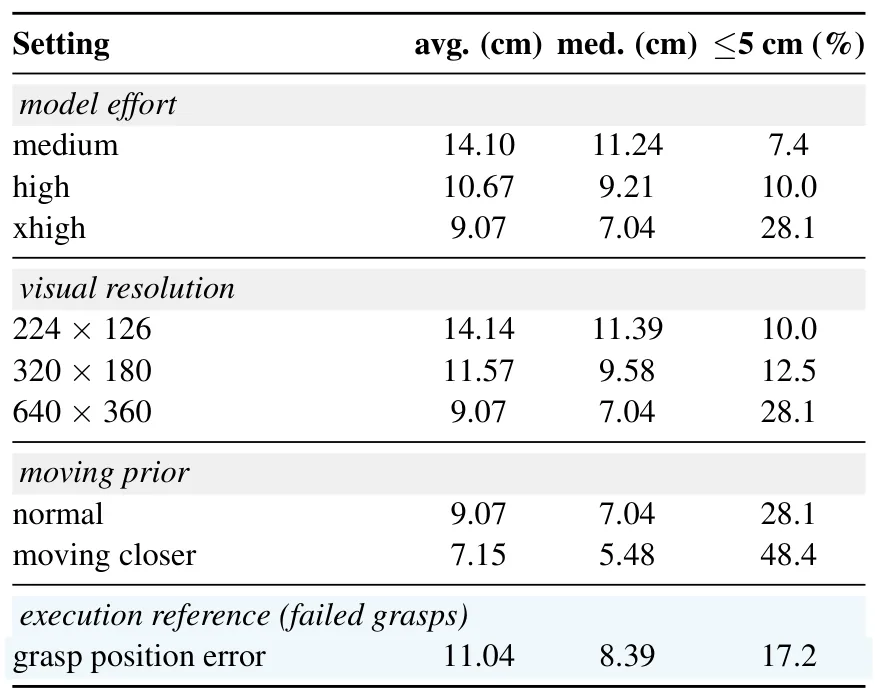 Setting avg. (cm) med. (cm) ≤5 cm (%)
model effort
medium 14.10 11.24 7.4
high 10.67 9.21 10.0
xhigh 9.07 7.04 28.1
visual resolution
224 × 126 14.14 11.39 10.0
320 × 180 11.57 9.58 12.5
640 × 360 9.07 7.04 28.1
moving prior
normal 9.07 7.04 28.1
moving closer 7.15 5.48 48.4
execution reference (failed grasps)
grasp position error 11.04 8.39 17.2